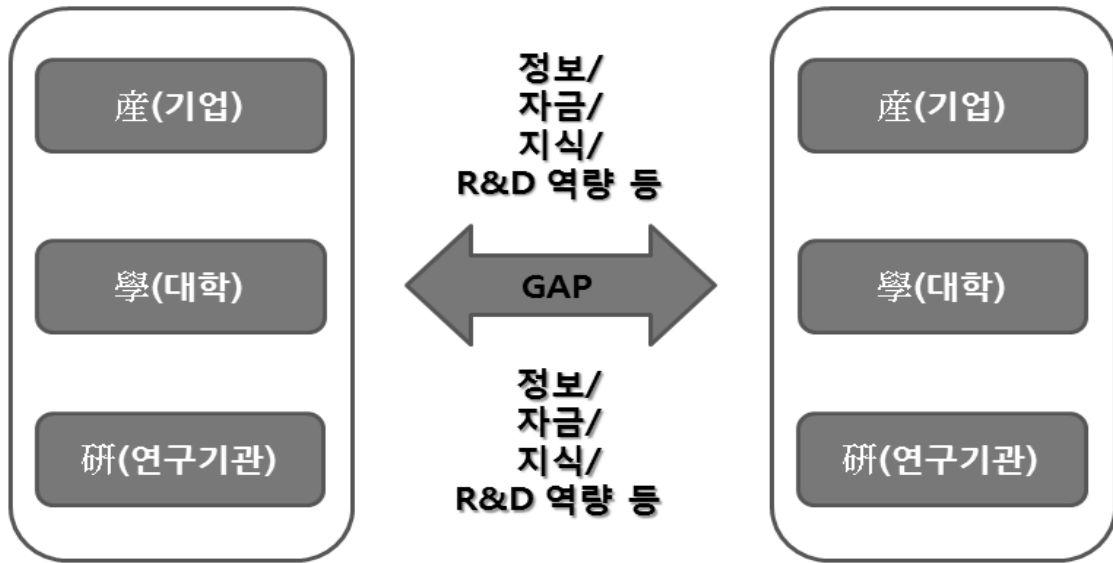 産(기업)
學(대학)
硏(연구기관)
정보/
자금/
지식/
R&D 역량 등
GAP
정보/
자금/
지식/
R&D 역량 등
産(기업)
學(대학)
硏(연구기관)